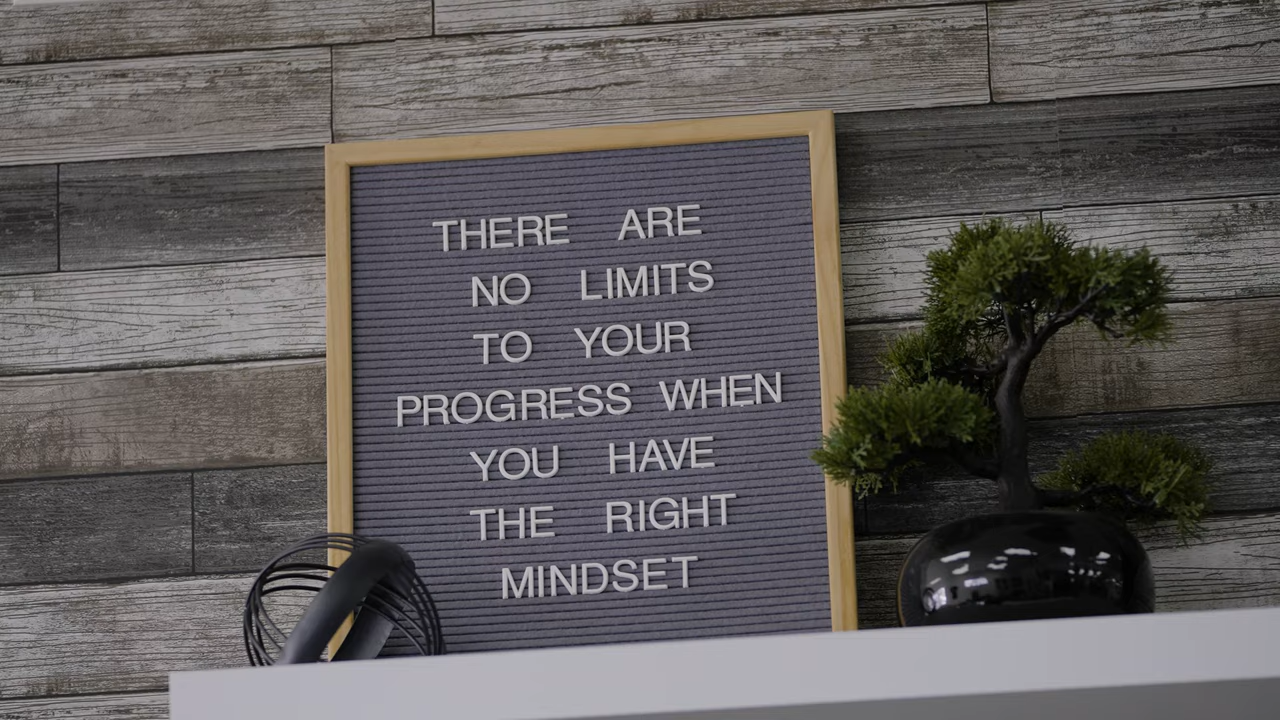 THERE ARE
NO LIMITS
TO YOUR
PROGRESS WHEN
YOU HAVE
THE RIGHT
MINDSET